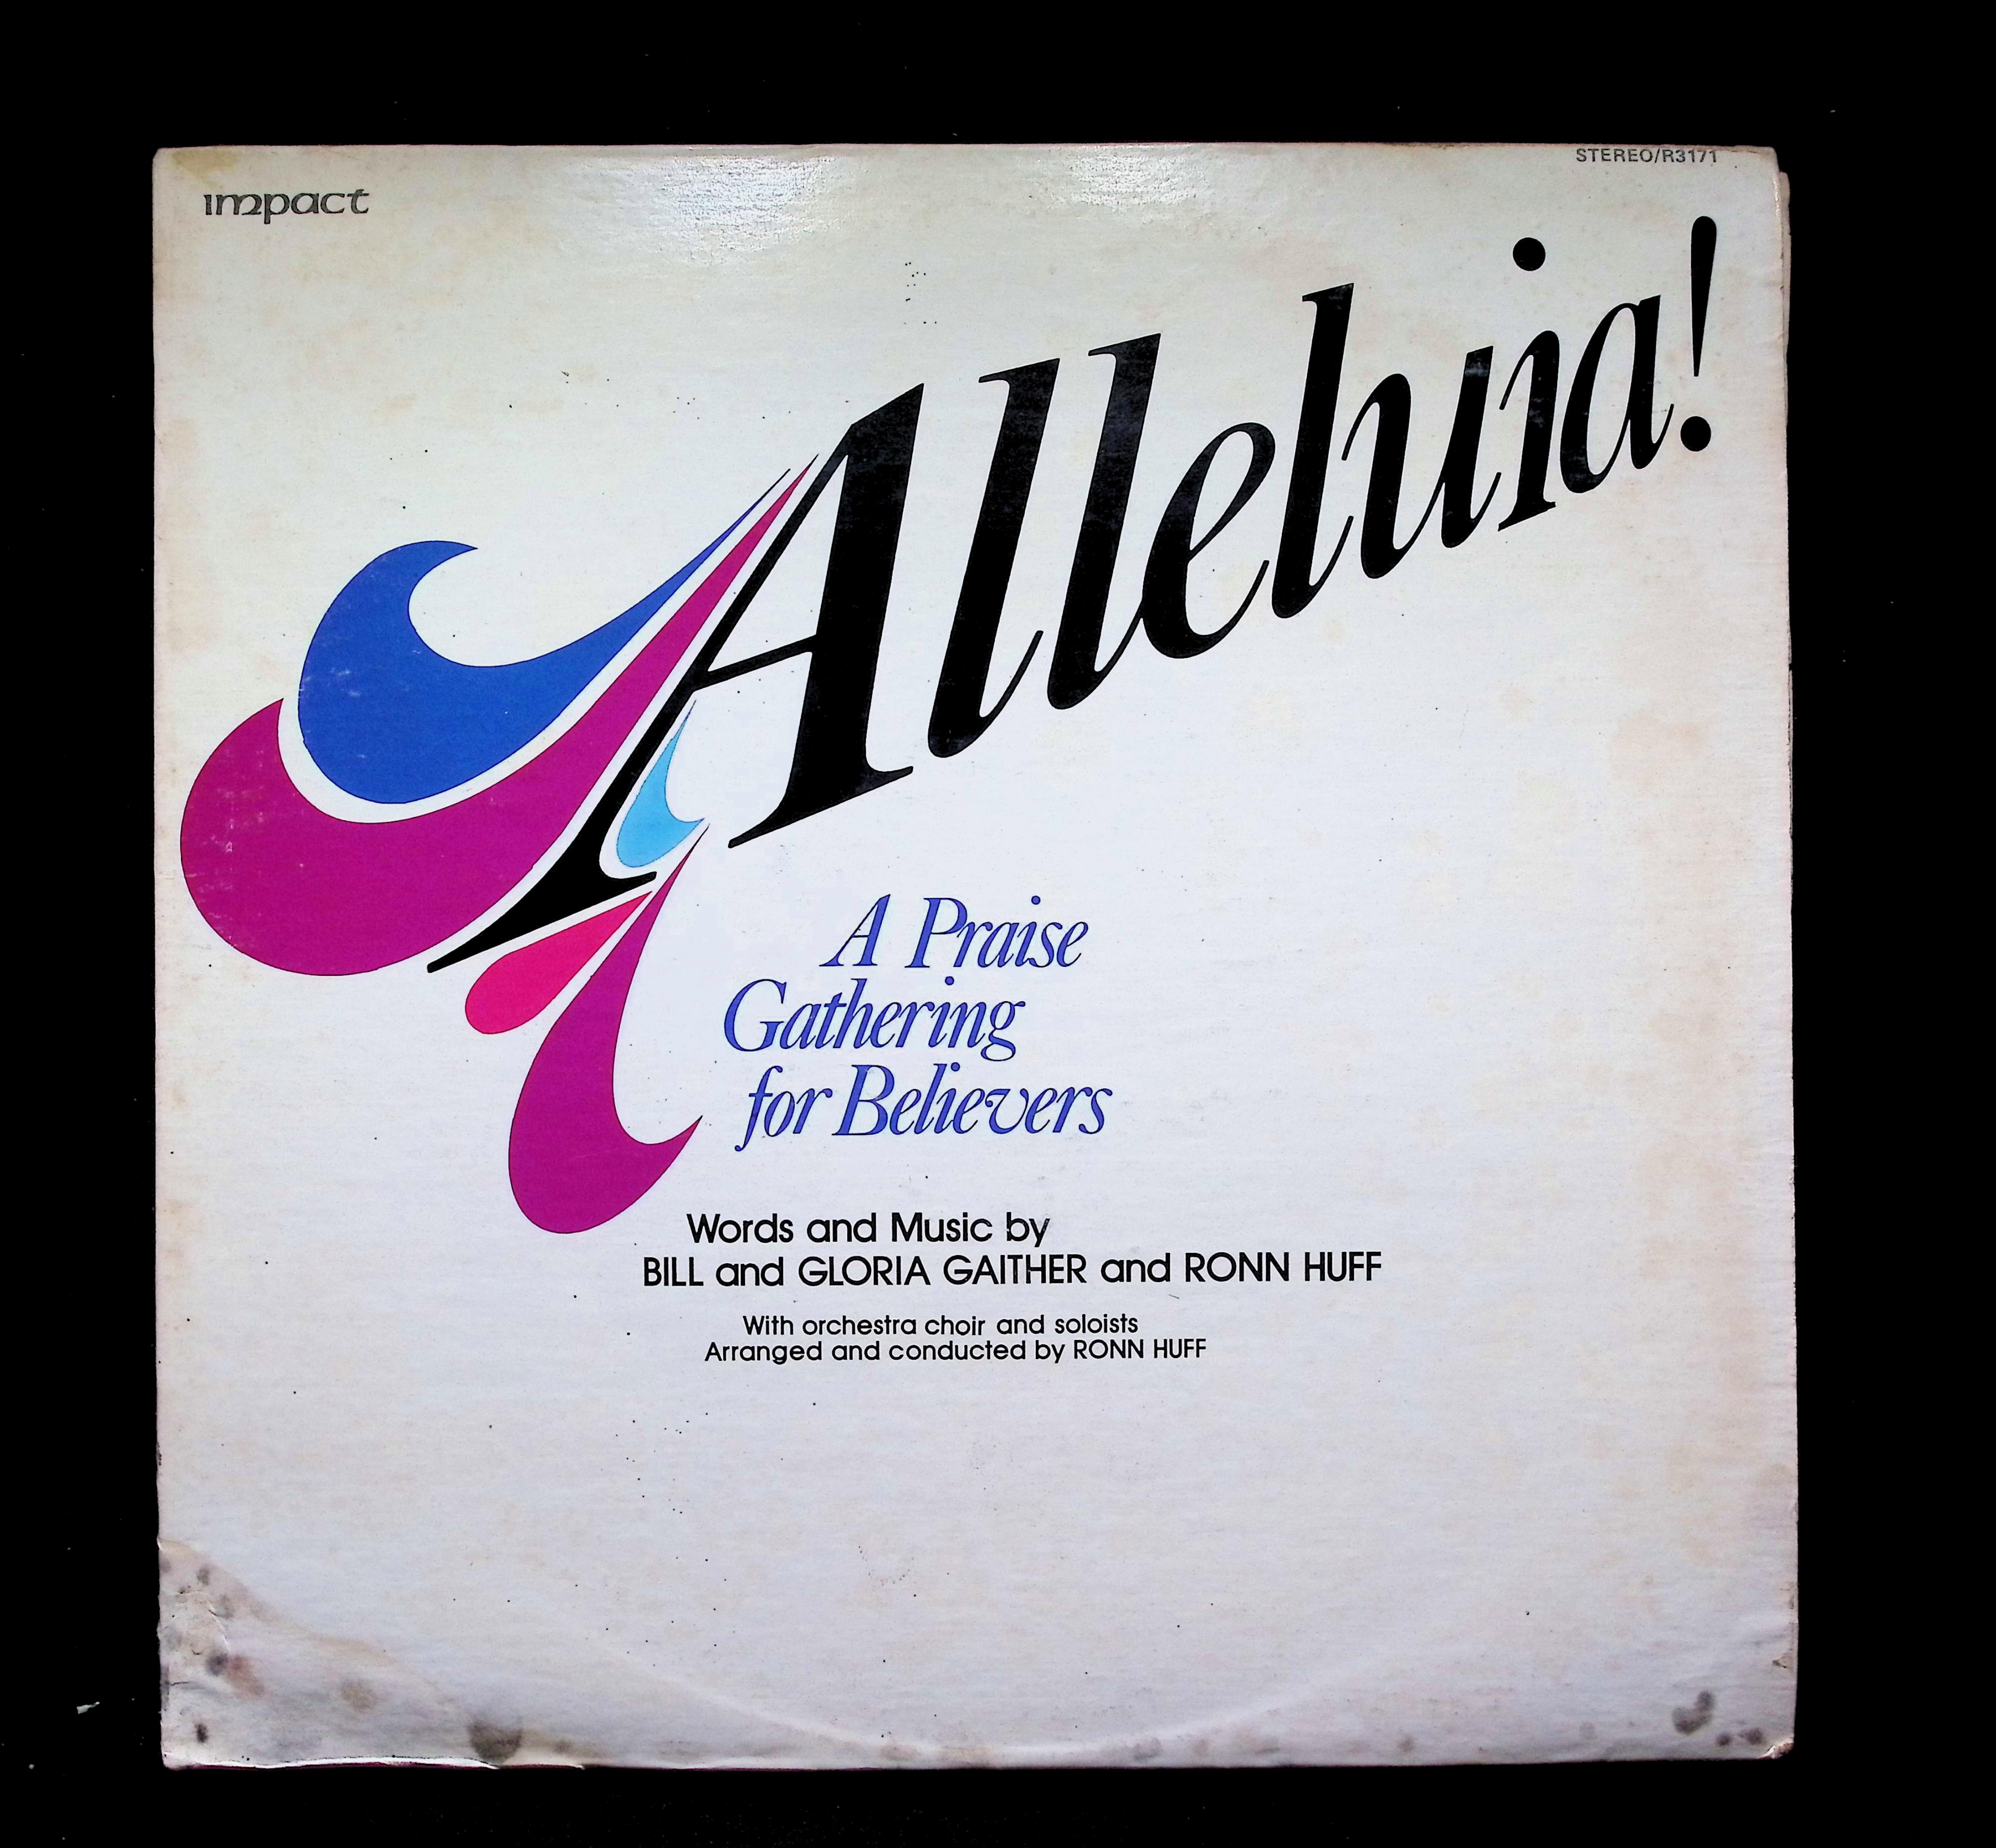 impact
STEREO/R3171
Alleluia!
A Praise
Gathering
for Believers
Words and Music by
BILL and GLORIA GAITHER and RONN HUFF
With orchestra choir and soloists
Arranged and conducted by RONN HUFF